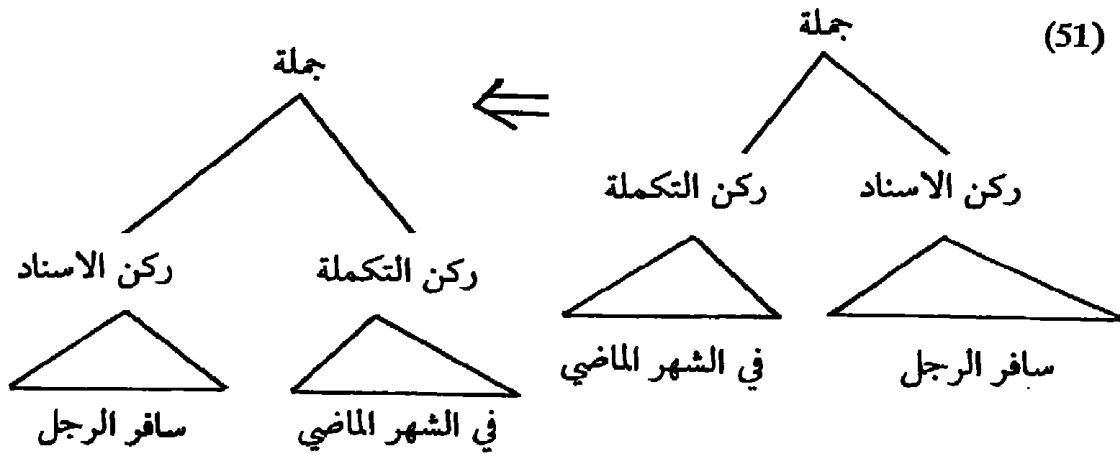 (51)
جملة
ركن الاسناد ركن التكملة
سافر الرجل في الشهر الماضي
جملة
ركن التكملة ركن الاسناد
في الشهر الماضي سافر الرجل